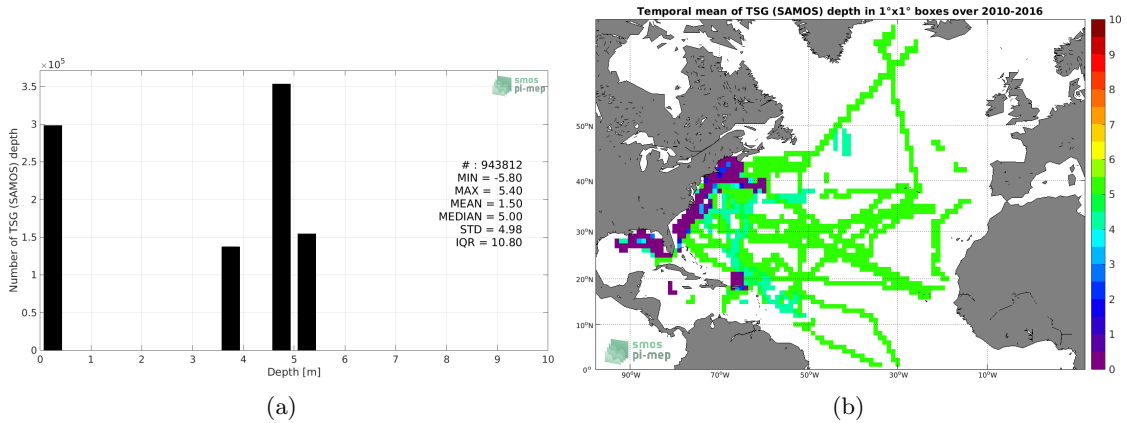 ×10⁵
3.5
3
2.5
2
1.5
1
0.5
0
Number of TSG (SAMOS) depth
smos
pi-mep
# : 943812
MIN = -5.80
MAX = 5.40
MEAN = 1.50
MEDIAN = 5.00
STD = 4.98
IQR = 10.80
0 1 2 3 4 5 6 7 8 9 10
Depth [m]
(a)
Temporal mean of TSG (SAMOS) depth in 1°x1° boxes over 2010-2016
50°N
40°N
30°N
20°N
10°N
0°
90°W 70°W 50°W 30°W 10°W
smos
pi-mep
10
9
8
7
6
5
4
3
2
1
0
(b)